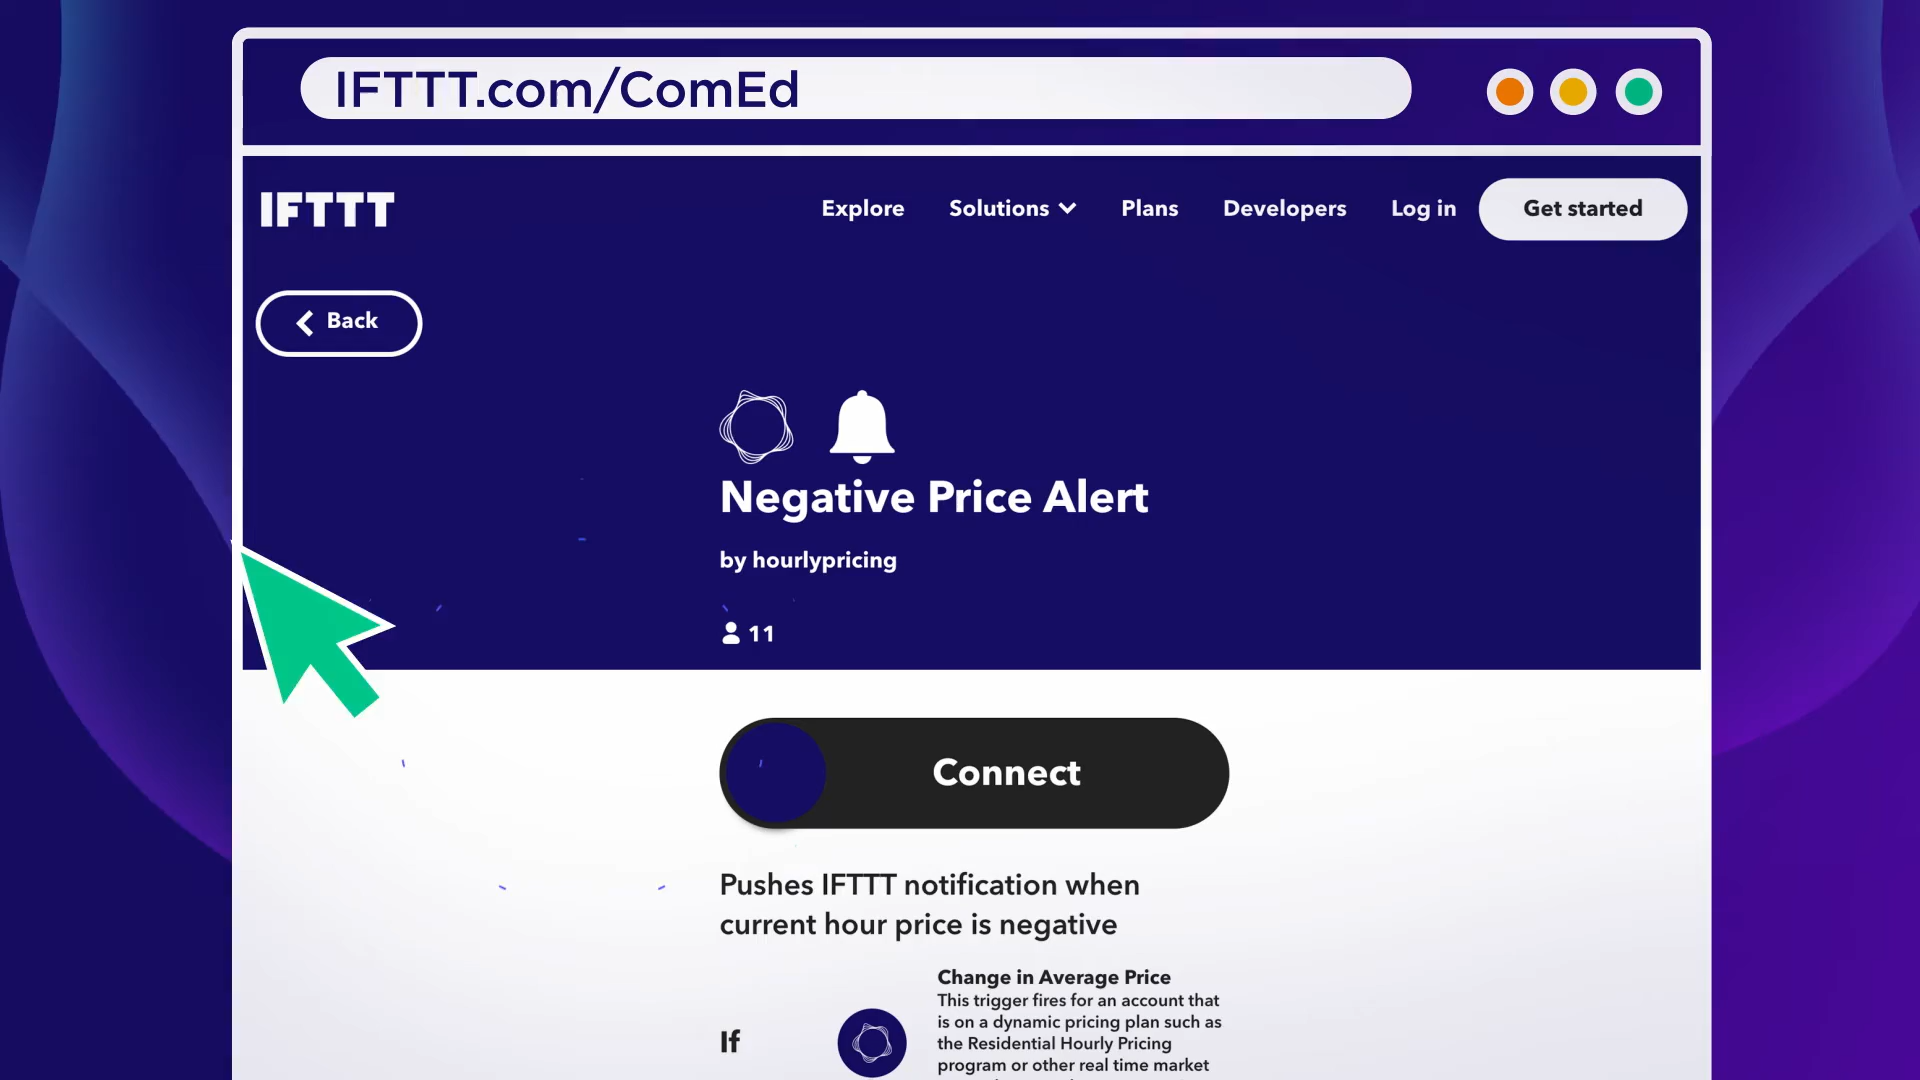 IFTTT.com/ComEd
IFTTT
Explore
Solutions
Plans
Developers
Log in
Get started
Back
Negative Price Alert
by hourlypricing
11
Connect
Pushes IFTTT notification when
current hour price is negative
Change in Average Price
This trigger fires for an account that
is on a dynamic pricing plan such as
If
the Residential Hourly Pricing
program or other real time market